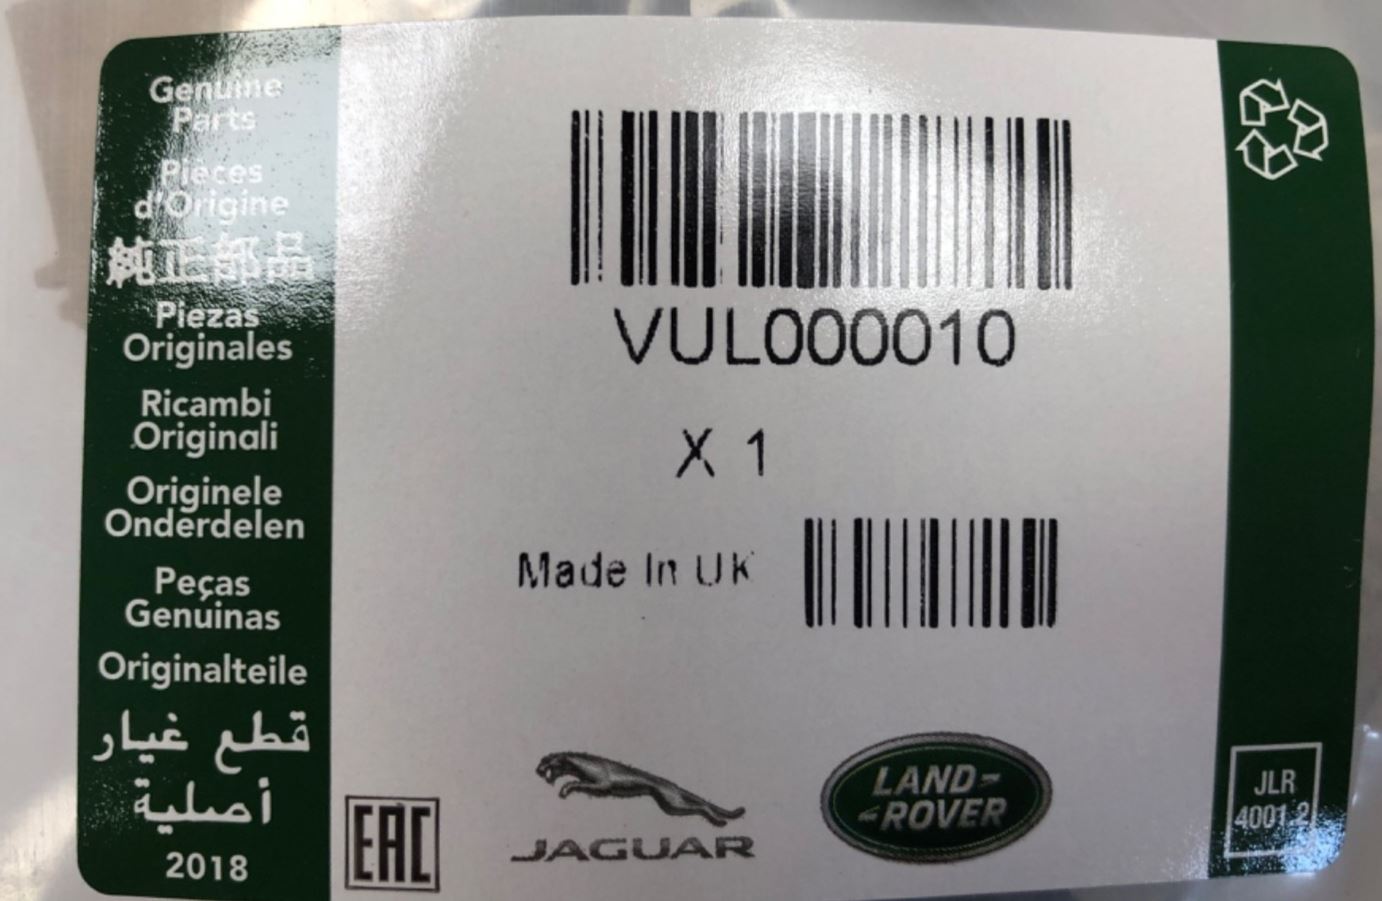 Genuine
Parts
Pièces
d'Origine
純正部品
Piezas
Originales
Ricambi
Originali
Originele
Onderdelen
Peças
Genuinas
Originalteile
قطع غيار
أصلية
2018
VUL000010
X 1
Made In UK
EAC
JAGUAR
LAND-
-ROVER
JLR
4001.2